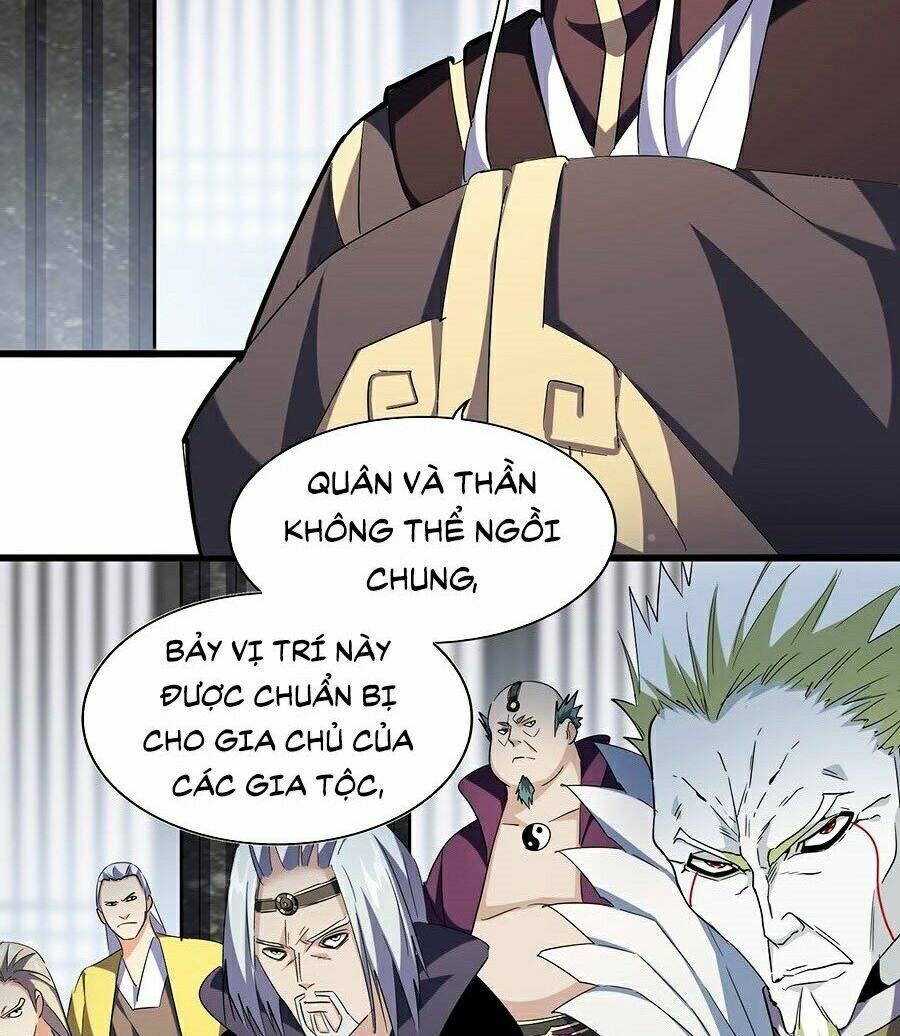 QUÂN VÀ THẦN
KHÔNG THỂ NGỒI
CHUNG,
BẢY VỊ TRÍ NÀY
ĐƯỢC CHUẨN BỊ
CHO GIA CHỦ CỦA
CÁC GIA TỘC,